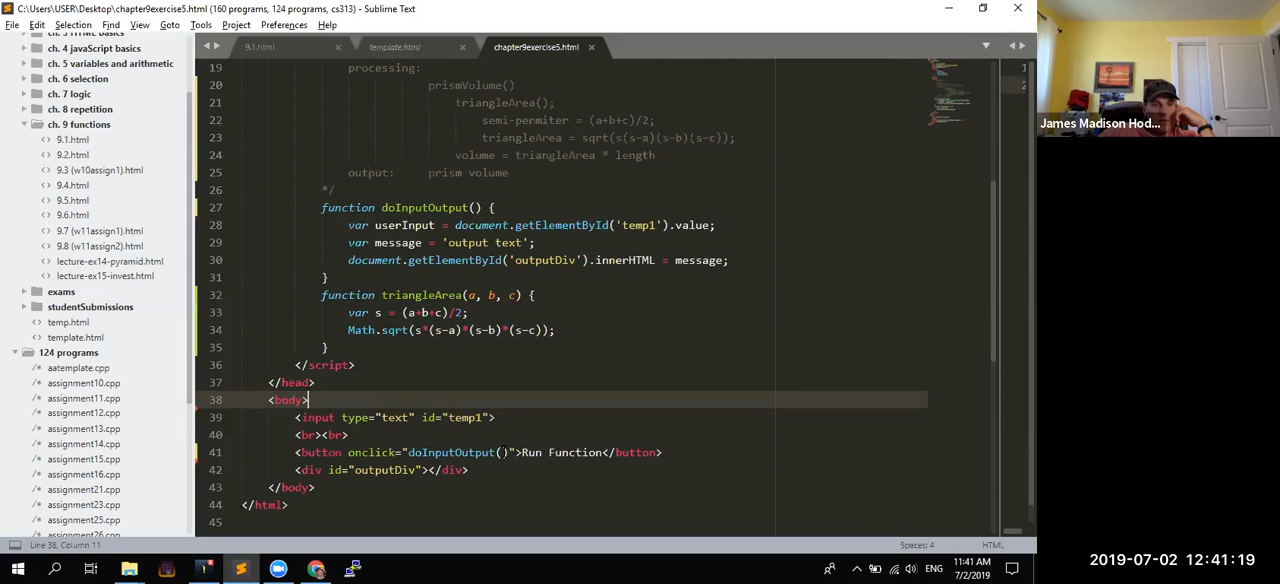 C:\Users\USER\Desktop\chapter9exercise5.html (160 programs, 124 programs, cs313) - Sublime Text
File Edit Selection Find View Goto Tools Project Preferences Help
ch. 4 javaScript basics
ch. 5 variables and arithmetic
ch. 6 selection
ch. 7 logic
ch. 8 repetition
ch. 9 functions
9.1.html
9.2.html
9.3 (w10assign1).html
9.4.html
9.5.html
9.6.html
9.7 (w11assign1).html
9.8 (w11assign2).html
lecture-ex14-pyramid.html
lecture-ex15-invest.html
exams
studentSubmissions
temp.html
template.html
124 programs
aatemplate.cpp
assignment10.cpp
assignment11.cpp
assignment12.cpp
assignment13.cpp
assignment14.cpp
assignment15.cpp
assignment16.cpp
assignment21.cpp
assignment23.cpp
assignment25.cpp
assignment26.cpp
9.1.html template.html chapter9exercise5.html
19 processing:
20 prismVolume()
21 triangleArea();
22 semi-permiter = (a+b+c)/2;
23 triangleArea = sqrt(s(s-a)(s-b)(s-c));
24 volume = triangleArea * length
25 output: prism volume
26 */
27 function doInputOutput() {
28 var userInput = document.getElementById('temp1').value;
29 var message = 'output text';
30 document.getElementById('outputDiv').innerHTML = message;
31 }
32 function triangleArea(a, b, c) {
33 var s = (a+b+c)/2;
34 Math.sqrt(s*(s-a)*(s-b)*(s-c));
35 }
36 </script>
37 </head>
38 <body>
39 <input type="text" id="temp1">
40 <br><br>
41 <button onclick="doInputOutput()">Run Function</button>
42 <div id="outputDiv"></div>
43 </body>
44 </html>
45
1
2
James Madison Hod...
Line 38, Column 11 Spaces: 4 HTML
ENG
11:41 AM
7/2/2019
2019-07-02 12:41:19